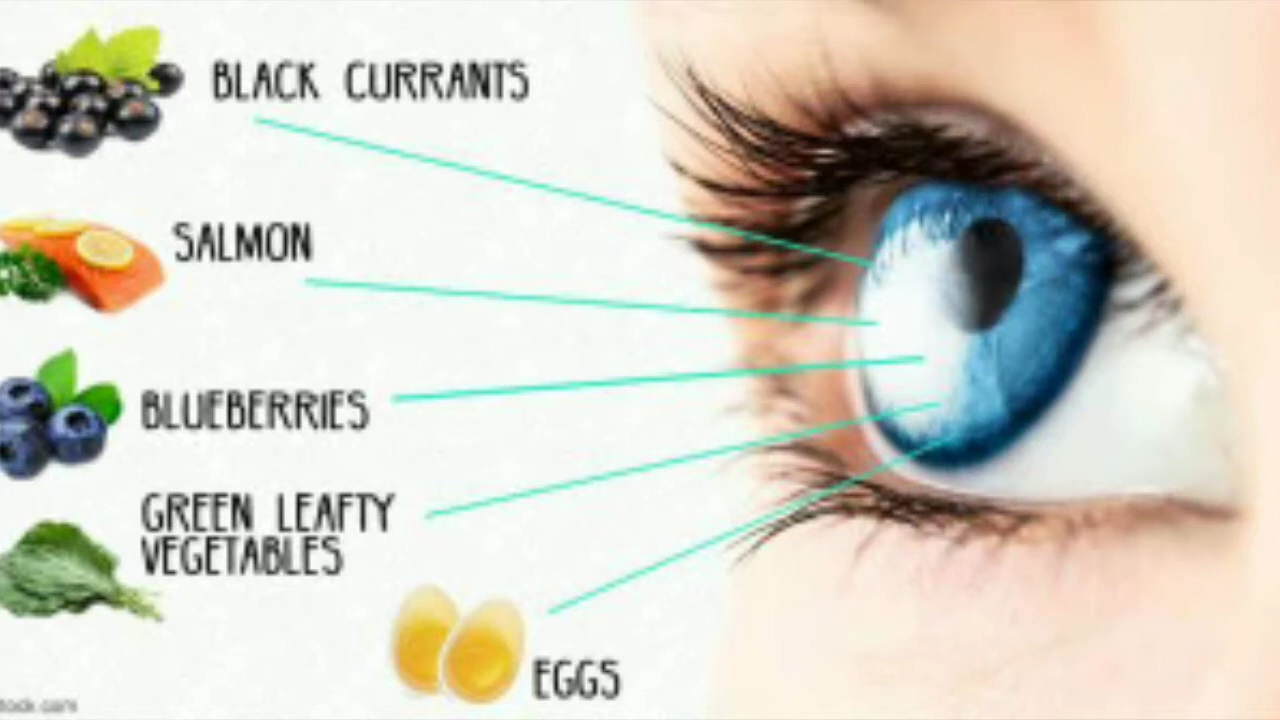 BLACK CURRANTS
SALMON
BLUEBERRIES
GREEN LEAFTY
VEGETABLES
EGGS